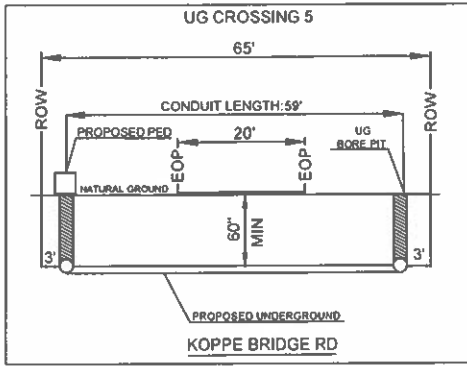 UG CROSSING 5
65'
ROW
ROW
CONDUIT LENGTH:59'
PROPOSED PED
20'
UG
BORE PIT
EOP
EOP
NATURAL GROUND
60"
MIN
3'
3'
PROPOSED UNDERGROUND
KOPPE BRIDGE RD